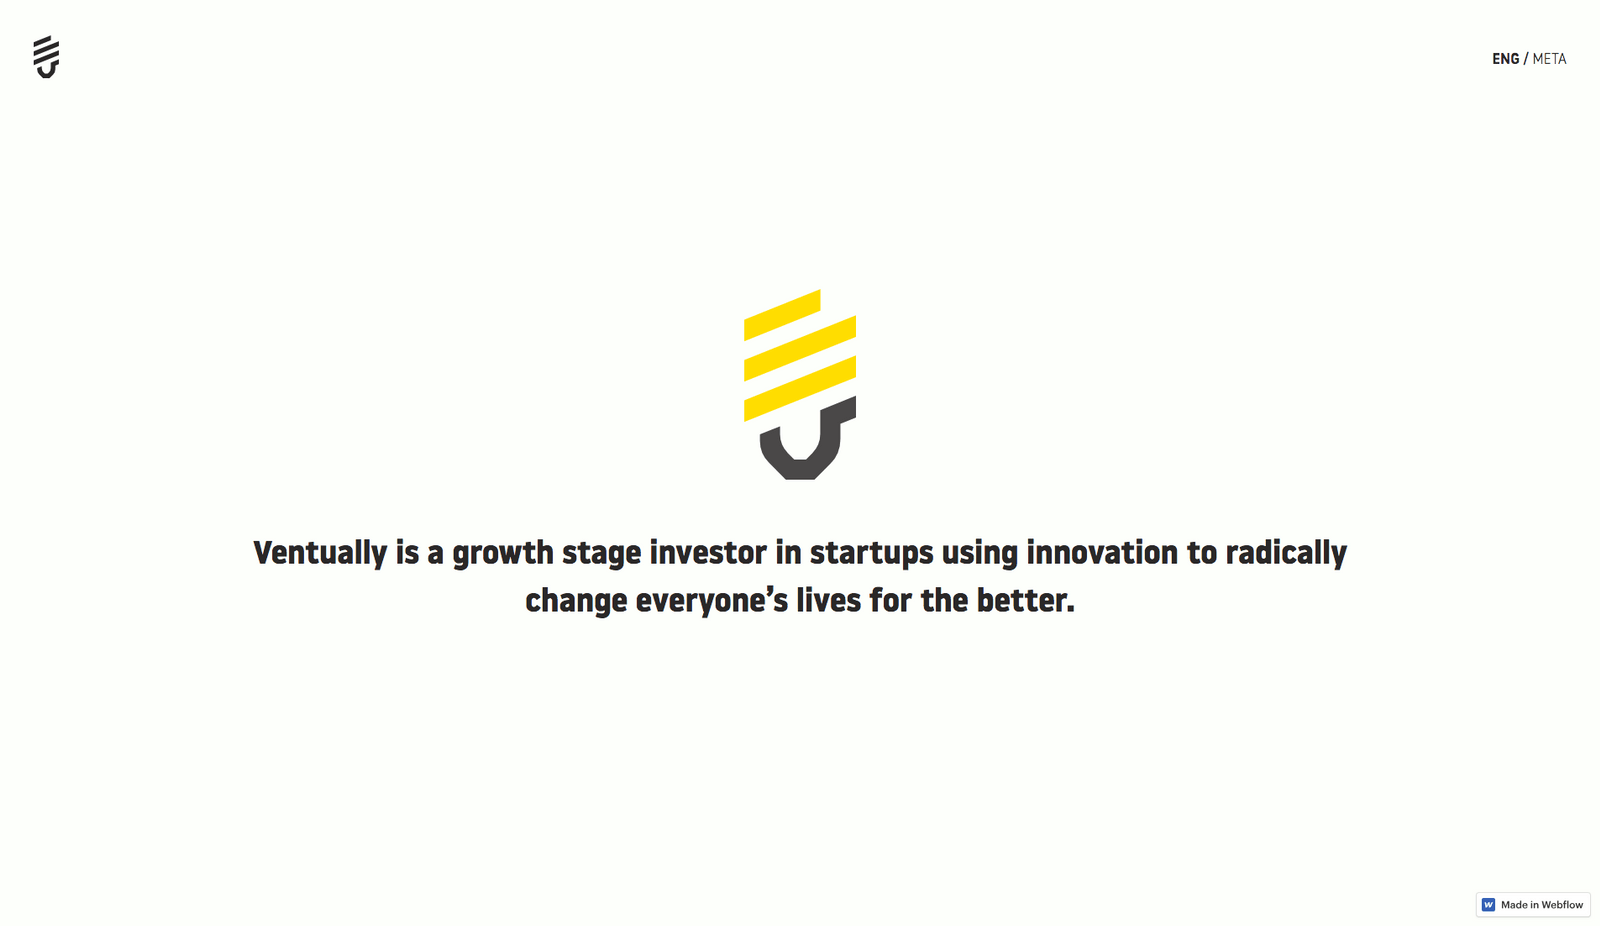 ENG / META
Ventually is a growth stage investor in startups using innovation to radically
change everyone’s lives for the better.
Made in Webflow